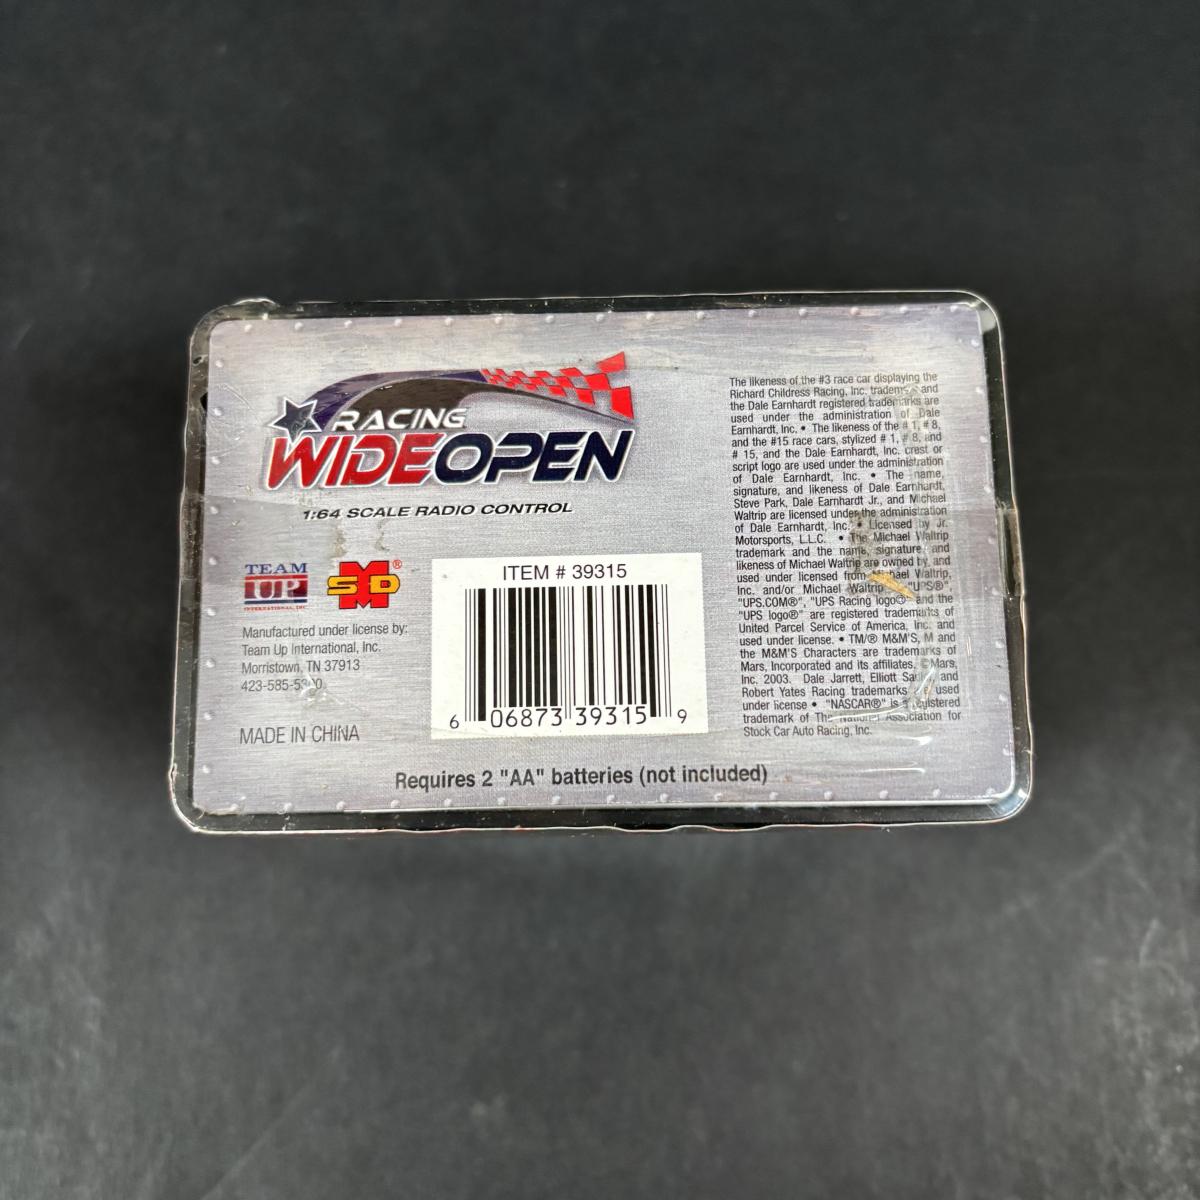 RACING
WIDEOPEN
1:64 SCALE RADIO CONTROL
TEAM
UP
INTERNATIONAL, INC.
MSD®
Manufactured under license by:
Team Up International, Inc.
Morristown, TN 37913
423-585-5
MADE IN CHINA
ITEM # 39315
6 06873 39315 9
Requires 2 "AA" batteries (not included)
The likeness of the #3 race car displaying the
Richard Childress Racing, Inc. trademarks and
the Dale Earnhardt registered trademarks are
used under the administration of Dale
Earnhardt, Inc. • The likeness of the # 1, # 8,
and the #15 race cars, stylized # 1, # 8, and
# 15, and the Dale Earnhardt, Inc. crest or
script logo are used under the administration
of Dale Earnhardt, Inc. • The name,
signature, and likeness of Dale Earnhardt,
Steve Park, Dale Earnhardt Jr., and Michael
Waltrip are licensed under the administration
of Dale Earnhardt, Inc. • Licensed by Jr.
Motorsports, L.L.C. • The Michael Waltrip
trademark and the name, signature, and
likeness of Michael Waltrip are owned by, and
used under licensed from Michael Waltrip,
Inc. and/or Michael Waltrip. "UPS®",
"UPS.COM®", "UPS Racing logo®" and the
"UPS logo®" are registered trademarks of
United Parcel Service of America, Inc. and
used under license. • TM/® M&M'S, M and
the M&M'S Characters are trademarks of
Mars, Incorporated and its affiliates. ©Mars,
Inc. 2003. Dale Jarrett, Elliott Sadler and
Robert Yates Racing trademarks used
under license • "NASCAR®" is a registered
trademark of The National Association for
Stock Car Auto Racing, Inc.